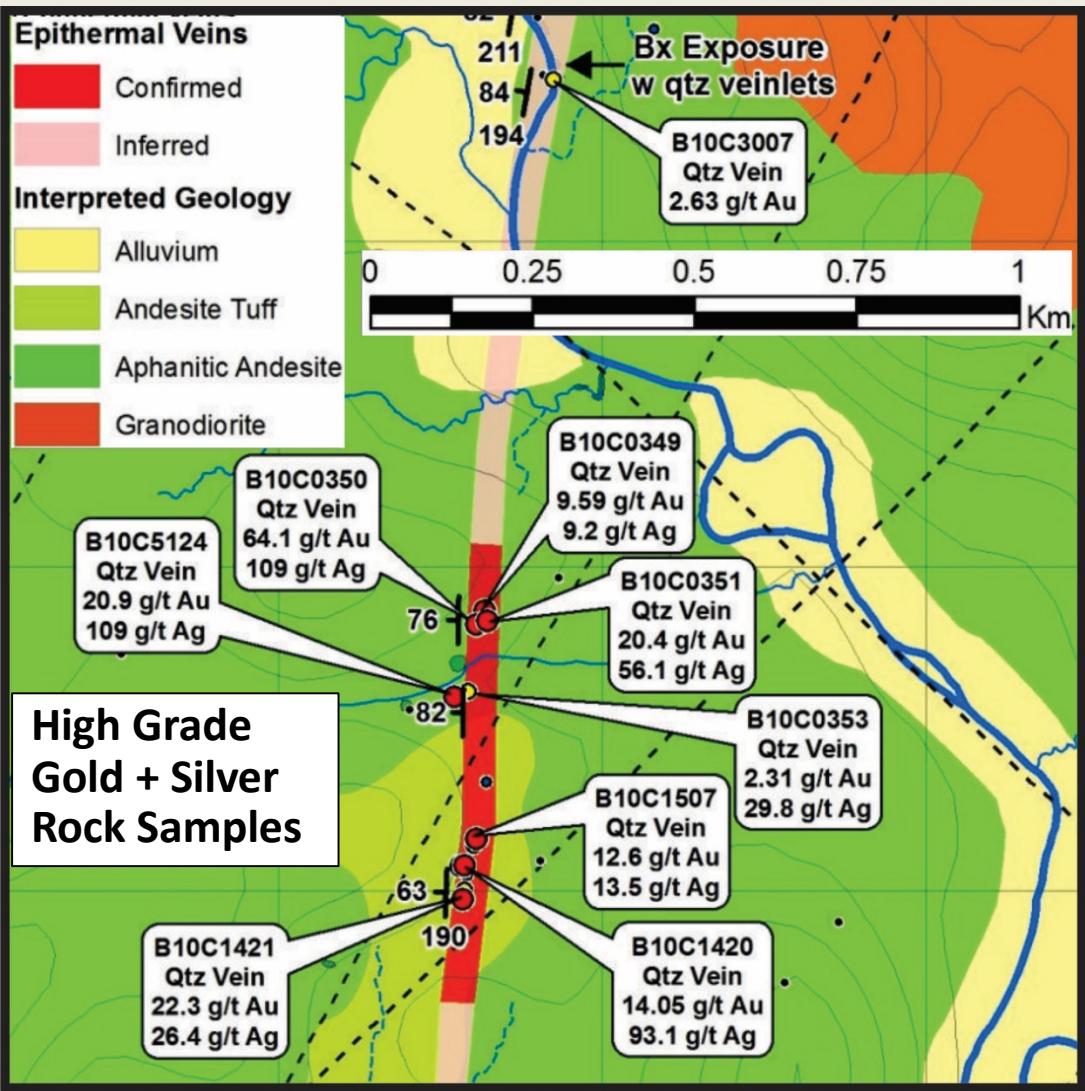 Epithermal Veins
Confirmed
Inferred
Interpreted Geology
Alluvium
Andesite Tuff
Aphanitic Andesite
Granodiorite
211
84
194
Bx Exposure
w qtz veinlets
B10C3007
Qtz Vein
2.63 g/t Au
0 0.25 0.5 0.75 1
Km
B10C0349
Qtz Vein
9.59 g/t Au
9.2 g/t Ag
B10C0350
Qtz Vein
64.1 g/t Au
109 g/t Ag
B10C5124
Qtz Vein
20.9 g/t Au
109 g/t Ag
B10C0351
Qtz Vein
20.4 g/t Au
56.1 g/t Ag
76
82
High Grade
Gold + Silver
Rock Samples
B10C0353
Qtz Vein
2.31 g/t Au
29.8 g/t Ag
B10C1507
Qtz Vein
12.6 g/t Au
13.5 g/t Ag
63
190
B10C1421
Qtz Vein
22.3 g/t Au
26.4 g/t Ag
B10C1420
Qtz Vein
14.05 g/t Au
93.1 g/t Ag